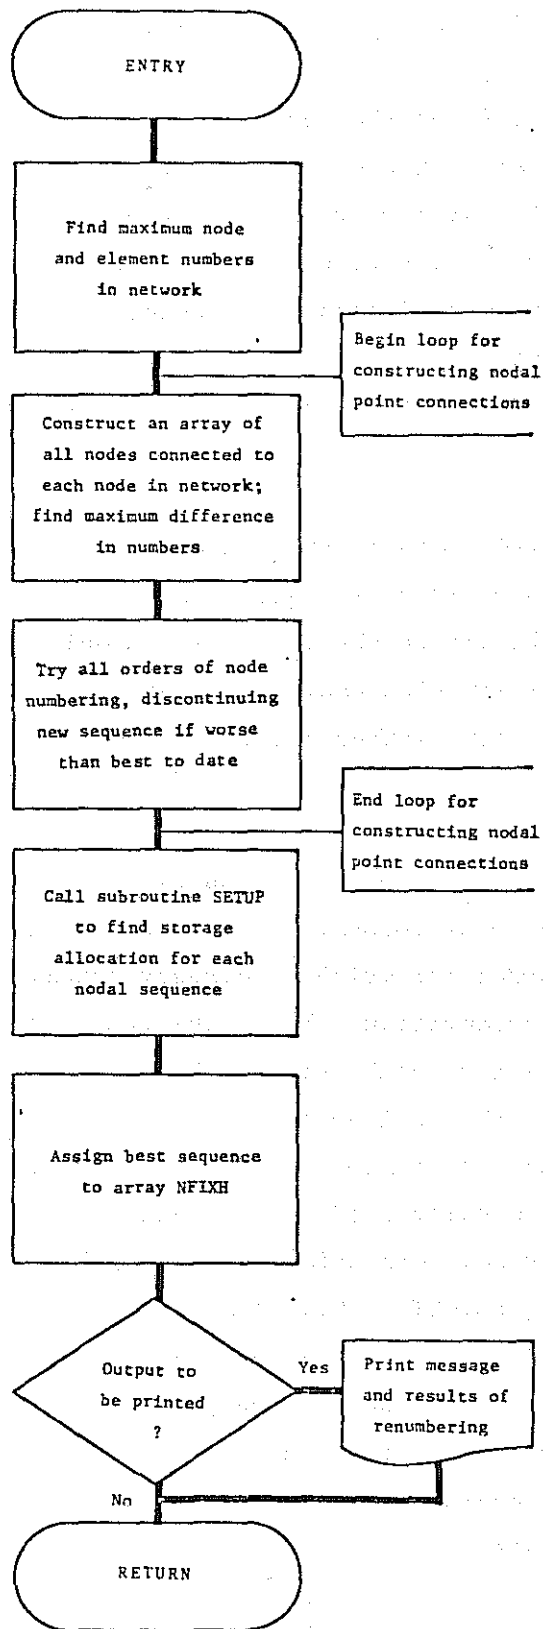 ENTRY
Find maximum node
and element numbers
in network
Begin loop for
constructing nodal
point connections
Construct an array of
all nodes connected to
each node in network;
find maximum difference
in numbers
Try all orders of node
numbering, discontinuing
new sequence if worse
than best to date
End loop for
constructing nodal
point connections
Call subroutine SETUP
to find storage
allocation for each
nodal sequence
Assign best sequence
to array NFIXH
Output to
be printed
?
Yes
Print message
and results of
renumbering
No
RETURN